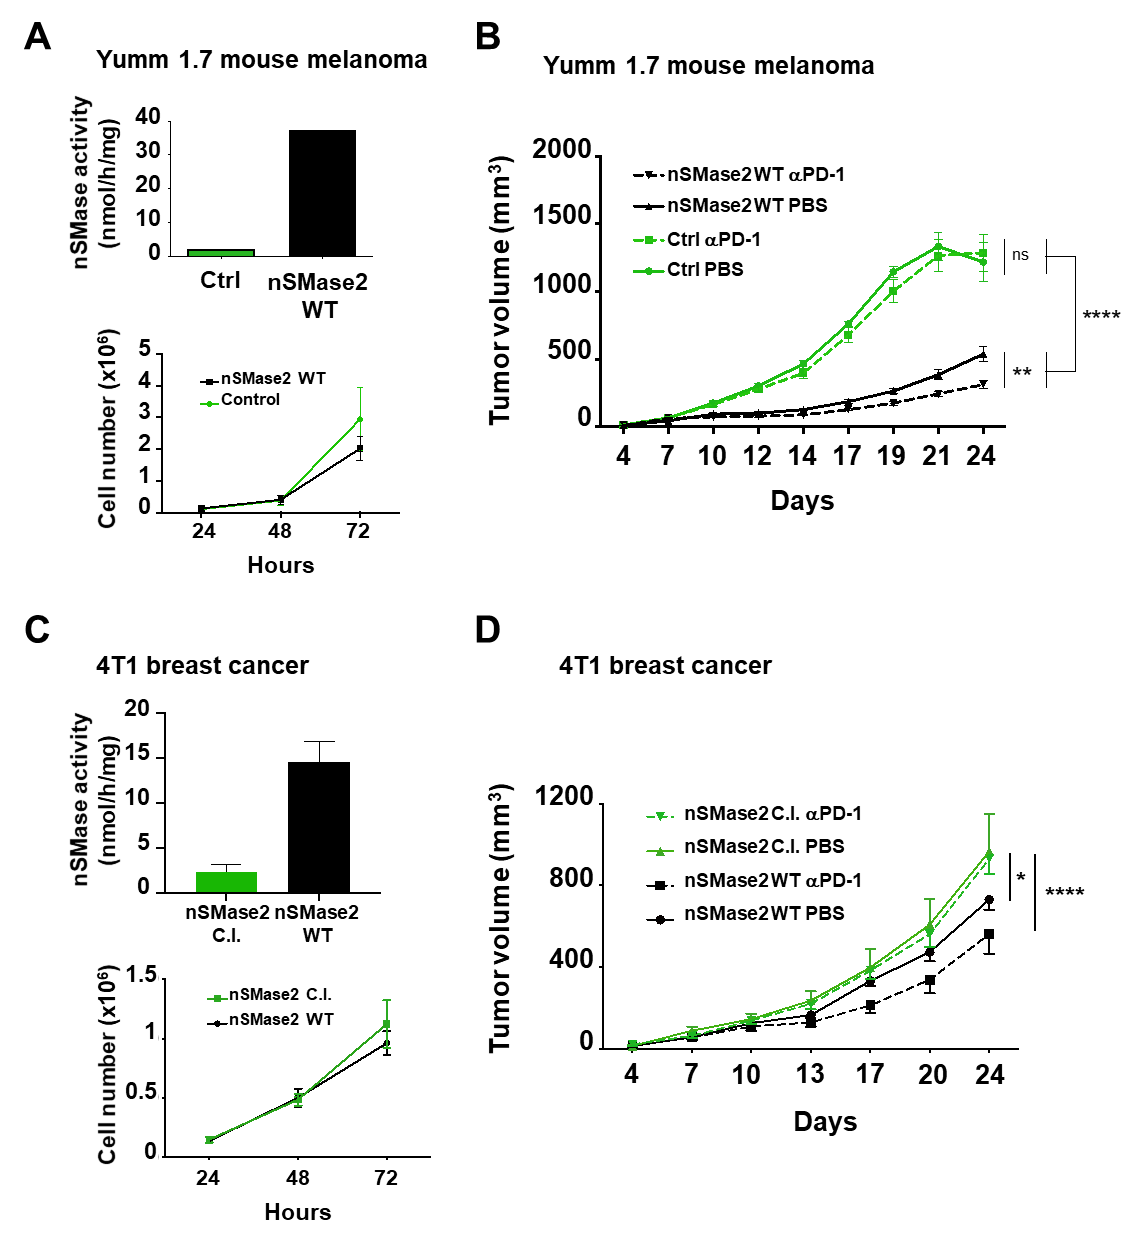 A
Yumm 1.7 mouse melanoma
nSMase activity
(nmol/h/mg)
40
30
20
10
0
Ctrl
nSMase2
WT
Cell number (x10⁶)
5
4
3
2
1
0
nSMase2 WT
Control
24 48 72
Hours
B
Yumm 1.7 mouse melanoma
Tumor volume (mm³)
2000
1500
1000
500
0
nSMase2WT αPD-1
nSMase2WT PBS
Ctrl αPD-1
Ctrl PBS
ns
****
**
4 7 10 12 14 17 19 21 24
Days
C
4T1 breast cancer
nSMase activity
(nmol/h/mg)
20
15
10
5
0
nSMase2 nSMase2
C.I. WT
Cell number (x10⁶)
1.5
1
0.5
0
nSMase2 C.I.
nSMase2 WT
24 48 72
Hours
D
4T1 breast cancer
Tumor volume (mm³)
1200
800
400
0
nSMase2C.I. αPD-1
nSMase2C.I. PBS
nSMase2WT αPD-1
nSMase2WT PBS
*
****
4 7 10 13 17 20 24
Days